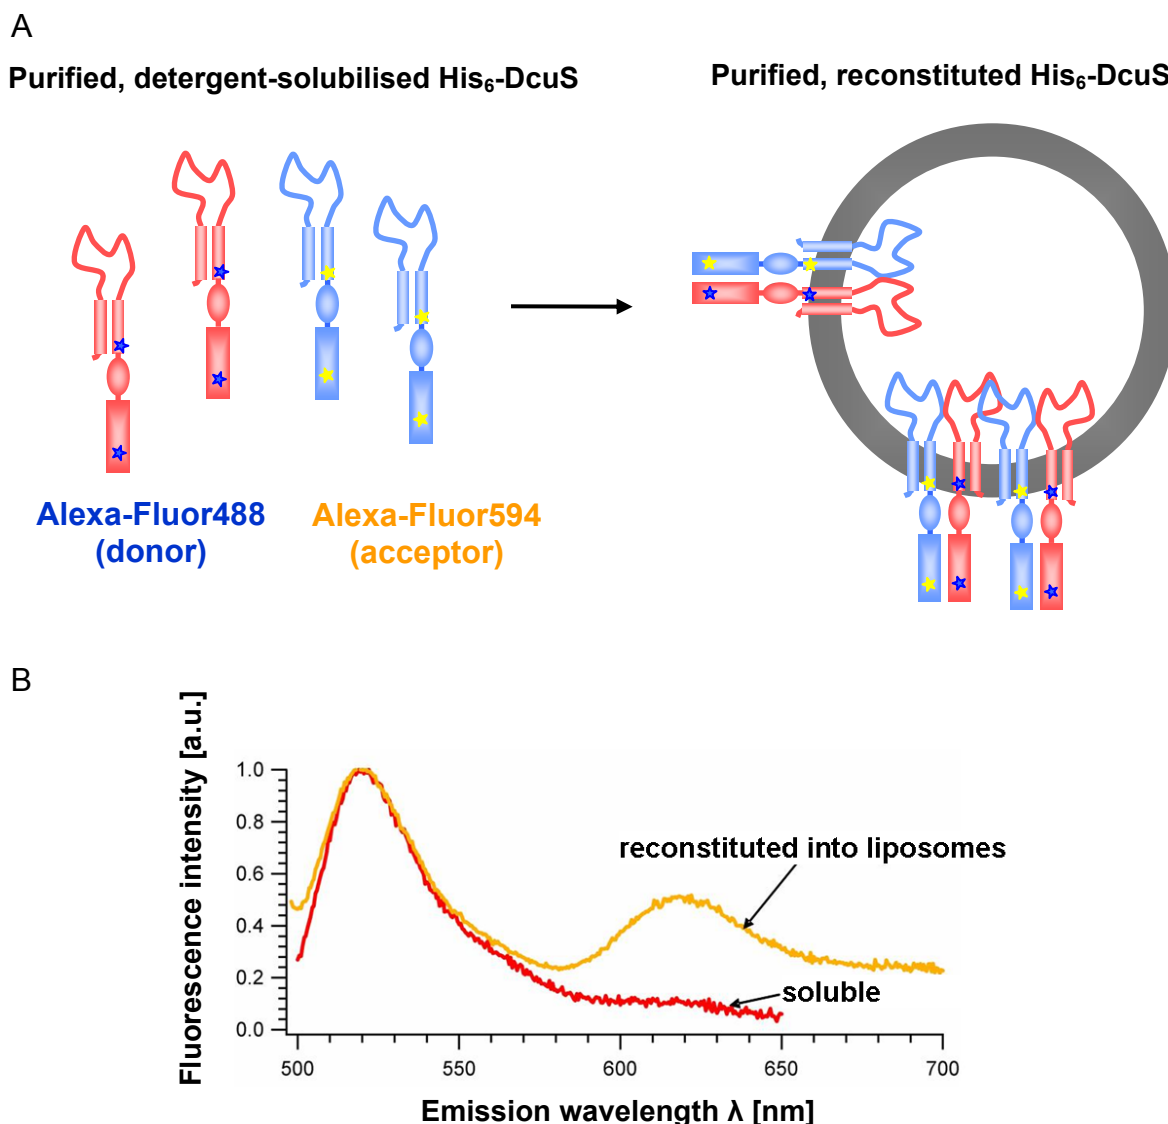 A
Purified, detergent-solubilised His₆-DcuS
Purified, reconstituted His₆-DcuS
Alexa-Fluor488
(donor)
Alexa-Fluor594
(acceptor)
B
Fluorescence intensity [a.u.]
1.0
0.8
0.6
0.4
0.2
0.0
reconstituted into liposomes
soluble
500
550
600
650
700
Emission wavelength λ [nm]